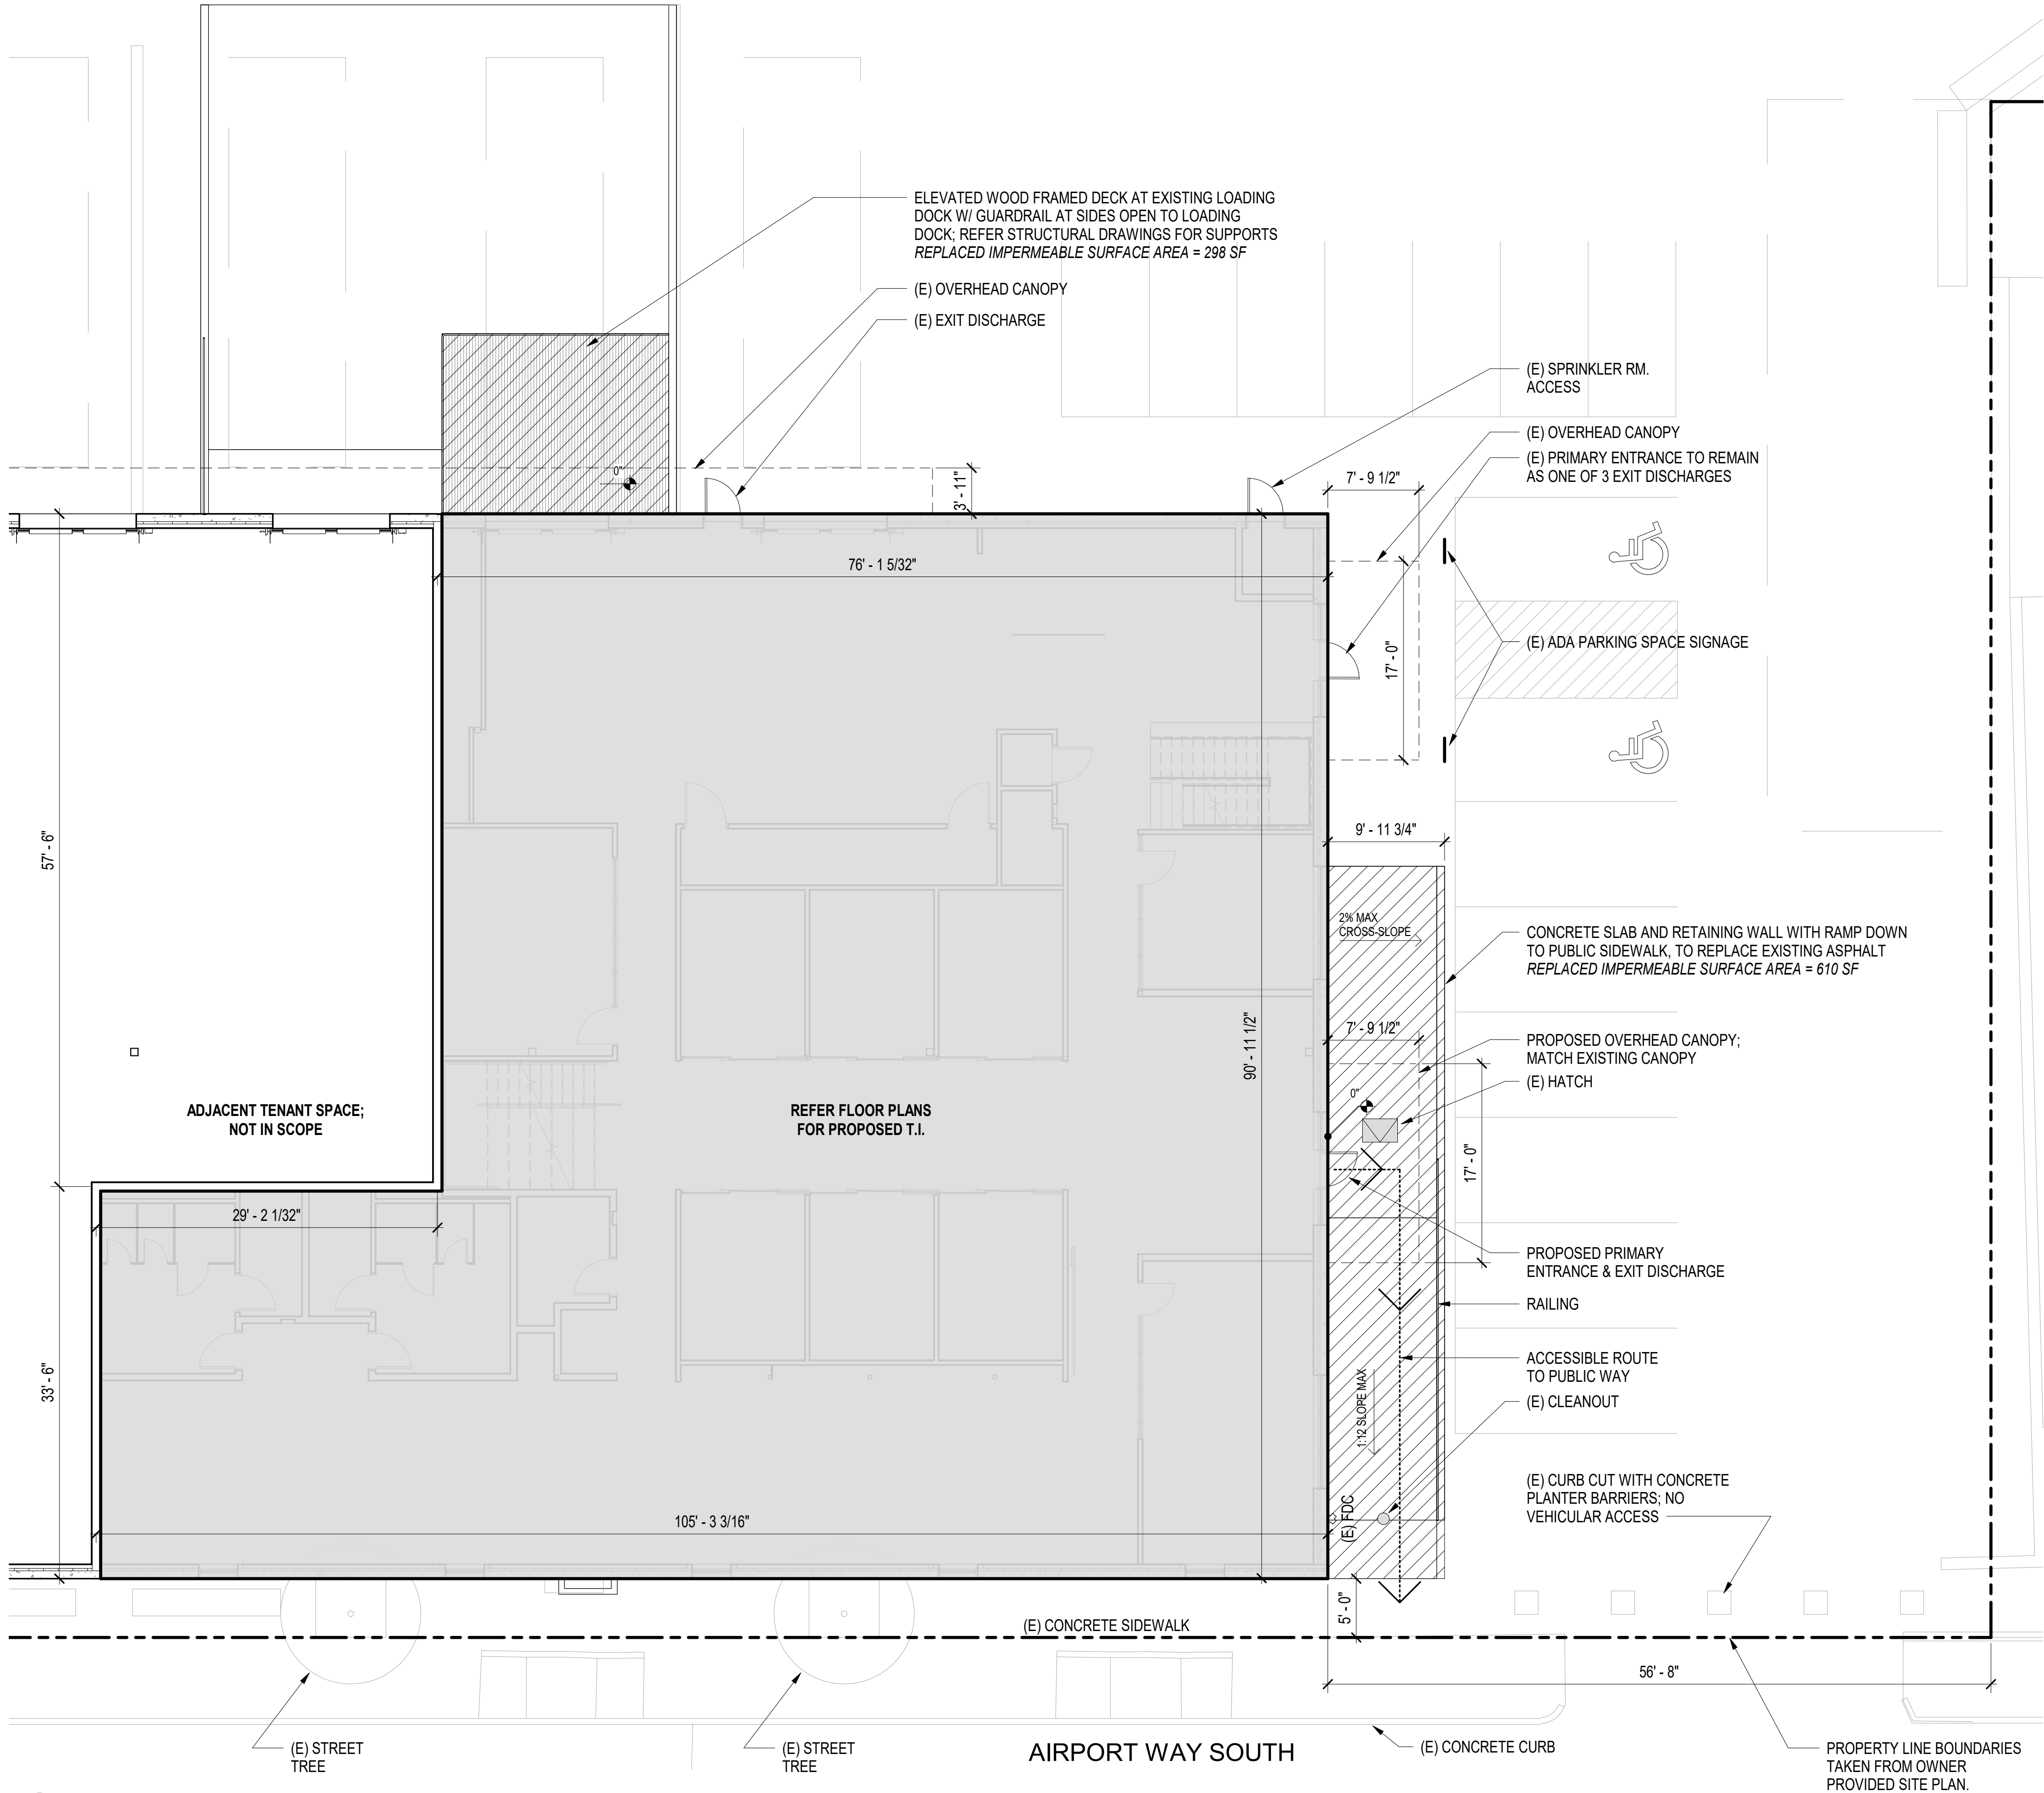 ELEVATED WOOD FRAMED DECK AT EXISTING LOADING
DOCK W/ GUARDRAIL AT SIDES OPEN TO LOADING
DOCK; REFER STRUCTURAL DRAWINGS FOR SUPPORTS
REPLACED IMPERMEABLE SURFACE AREA = 298 SF
(E) OVERHEAD CANOPY
(E) EXIT DISCHARGE
(E) SPRINKLER RM.
ACCESS
(E) OVERHEAD CANOPY
(E) PRIMARY ENTRANCE TO REMAIN
AS ONE OF 3 EXIT DISCHARGES
0"
3' - 11"
7' - 9 1/2"
76' - 1 5/32"
17' - 0"
(E) ADA PARKING SPACE SIGNAGE
57' - 6"
9' - 11 3/4"
2% MAX
CROSS-SLOPE
CONCRETE SLAB AND RETAINING WALL WITH RAMP DOWN
TO PUBLIC SIDEWALK, TO REPLACE EXISTING ASPHALT
REPLACED IMPERMEABLE SURFACE AREA = 610 SF
90' - 11 1/2"
7' - 9 1/2"
PROPOSED OVERHEAD CANOPY;
MATCH EXISTING CANOPY
(E) HATCH
0"
ADJACENT TENANT SPACE;
NOT IN SCOPE
REFER FLOOR PLANS
FOR PROPOSED T.I.
17' - 0"
29' - 2 1/32"
PROPOSED PRIMARY
ENTRANCE & EXIT DISCHARGE
RAILING
33' - 6"
ACCESSIBLE ROUTE
TO PUBLIC WAY
1:12 SLOPE MAX
(E) CLEANOUT
(E) CURB CUT WITH CONCRETE
PLANTER BARRIERS; NO
VEHICULAR ACCESS
105' - 3 3/16"
(E) FDC
5' - 0"
(E) CONCRETE SIDEWALK
56' - 8"
(E) STREET
TREE
(E) STREET
TREE
AIRPORT WAY SOUTH
(E) CONCRETE CURB
PROPERTY LINE BOUNDARIES
TAKEN FROM OWNER
PROVIDED SITE PLAN.